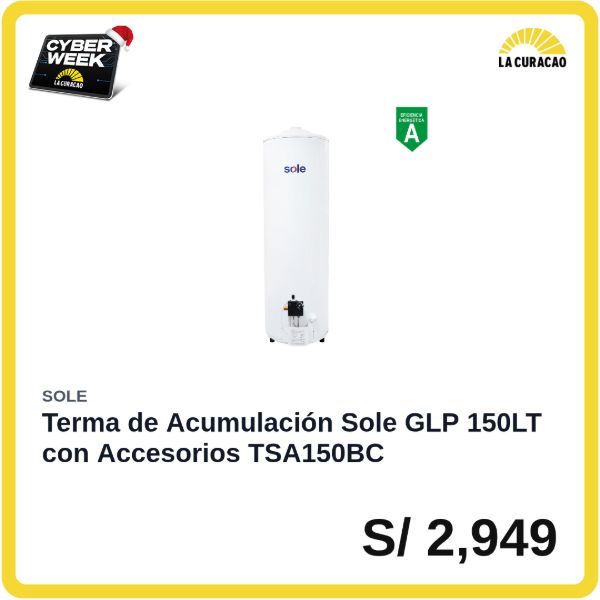 CYBER
WEEK
LA CURACAO
LA CURACAO
EFICIENCIA
ENERGÉTICA
A
sole
SOLE
Terma de Acumulación Sole GLP 150LT
con Accesorios TSA150BC
S/ 2,949